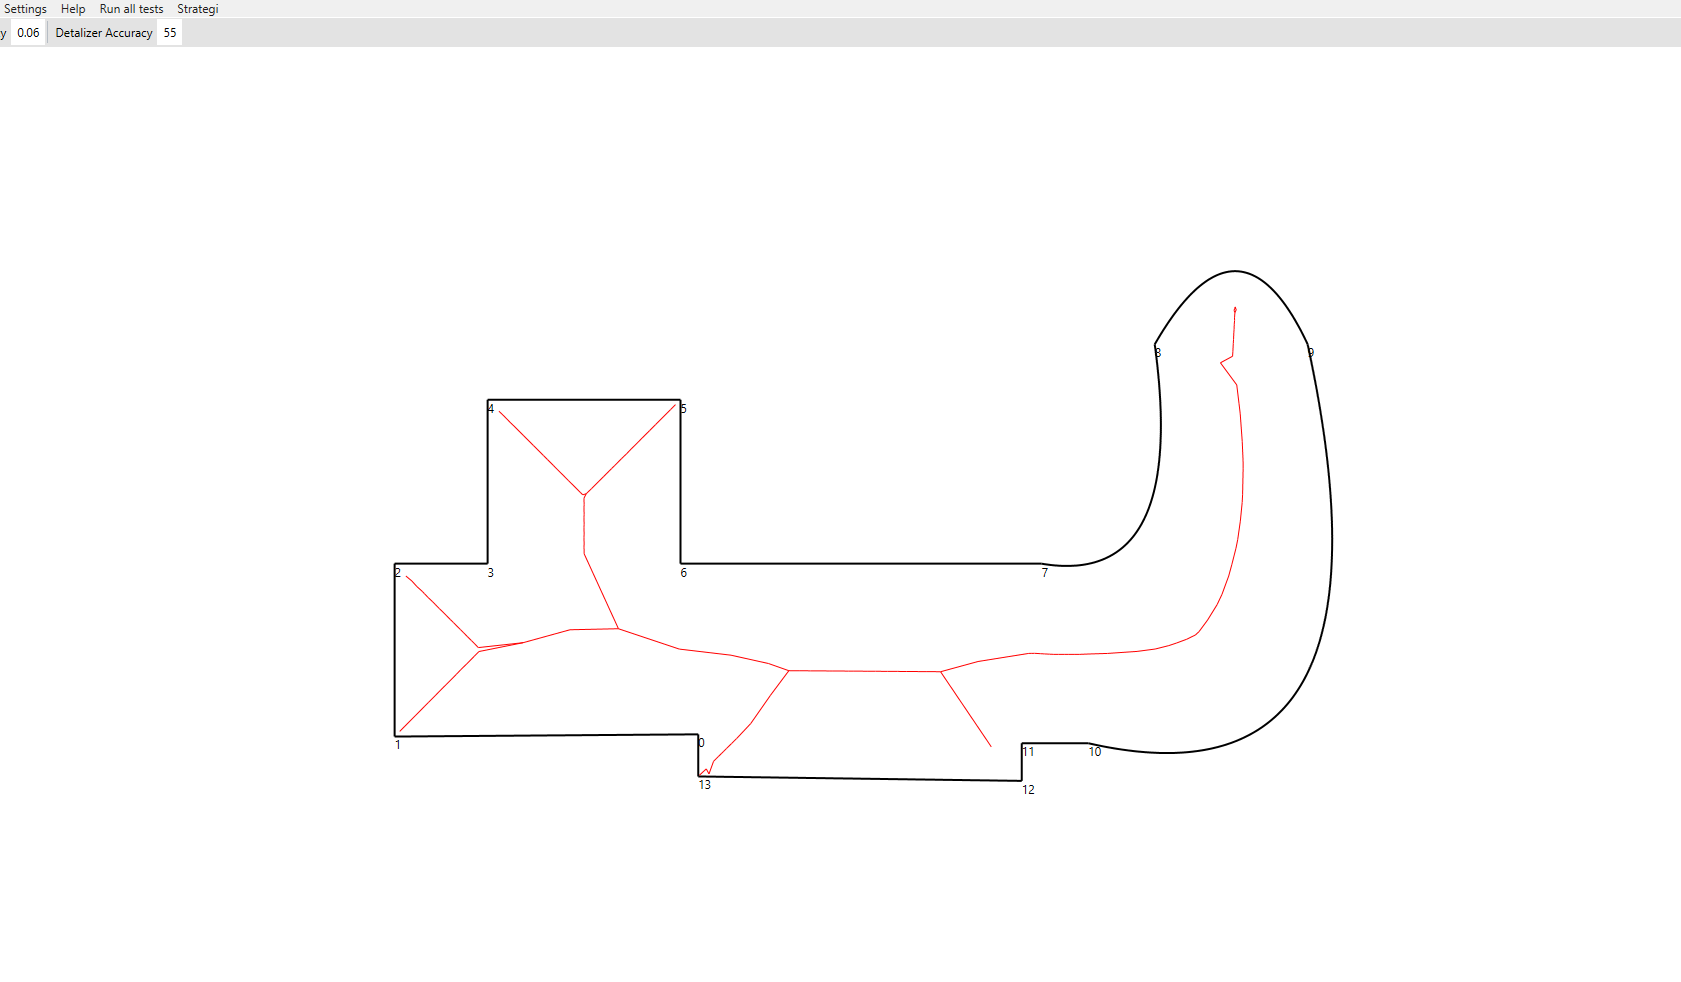 Settings Help Run all tests Strategi
y 0.06 Detalizer Accuracy 55
8 9
4 5
2 3 6 7
1 0 11 10
13 12